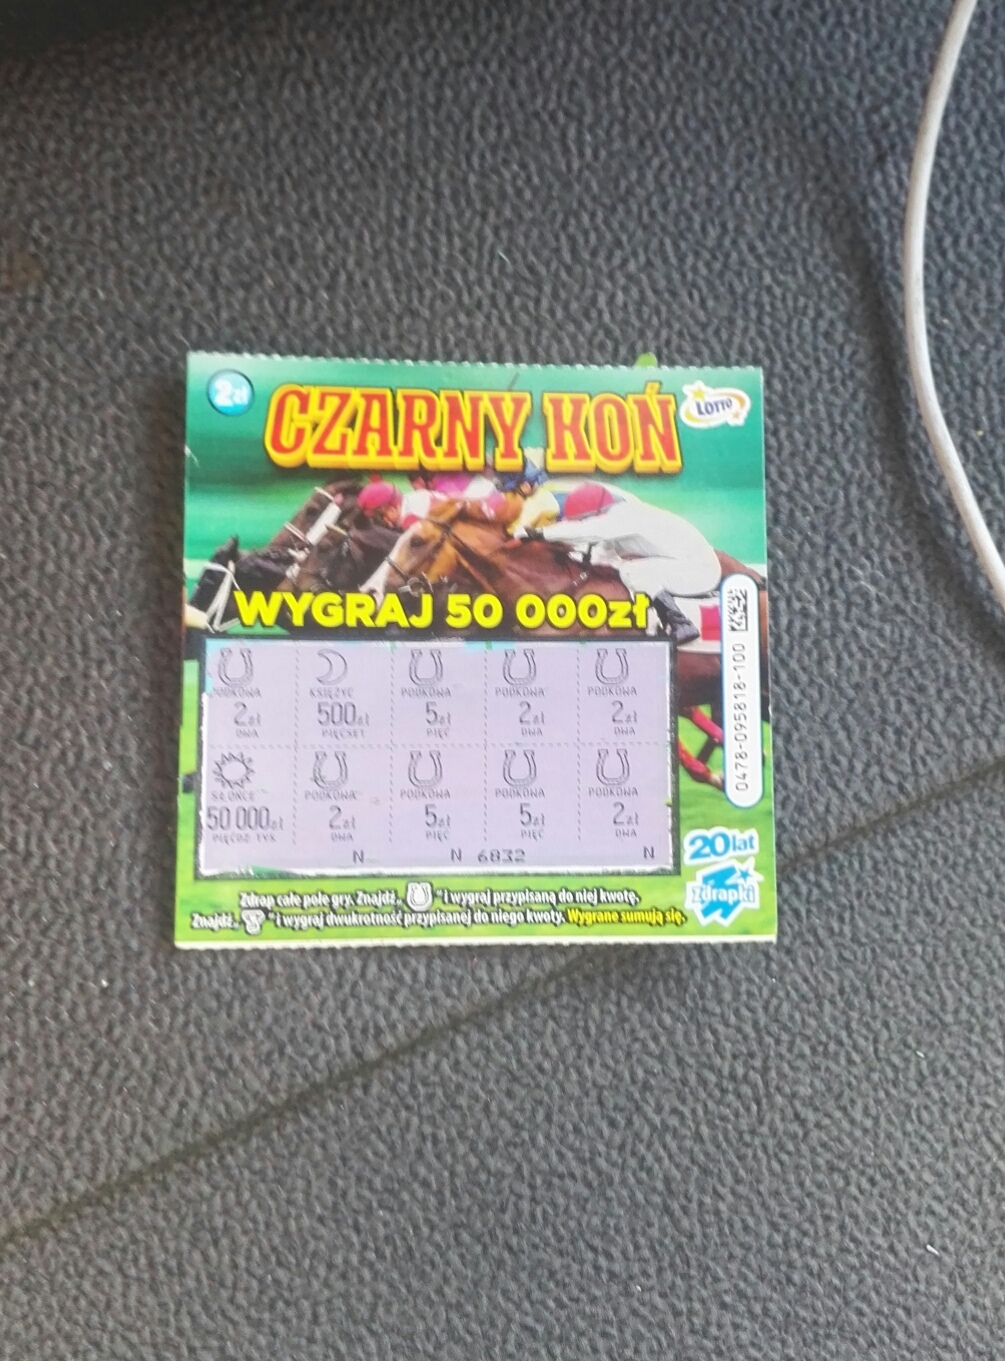 2zł
CZARNY KOŃ
LOTTO
WYGRAJ 50 000zł
PODKOWA KSIĘŻYC PODKOWA PODKOWA PODKOWA
2zł 500zł 5zł 2zł 2zł
DWA PIĘĆSET PIĘĆ DWA DWA
SŁOŃCE PODKOWA PODKOWA PODKOWA PODKOWA
50 000zł 2zł 5zł 5zł 2zł
PIĘĆDZ.TYS. DWA PIĘĆ PIĘĆ DWA
N N 6832 N
0478-095818-100
20 lat
Zdrapki
Zdrap całe pole gry. Znajdź „ " i wygraj przypisaną do niej kwotę.
Znajdź „ " i wygraj dwukrotność przypisanej do niego kwoty. Wygrane sumują się.